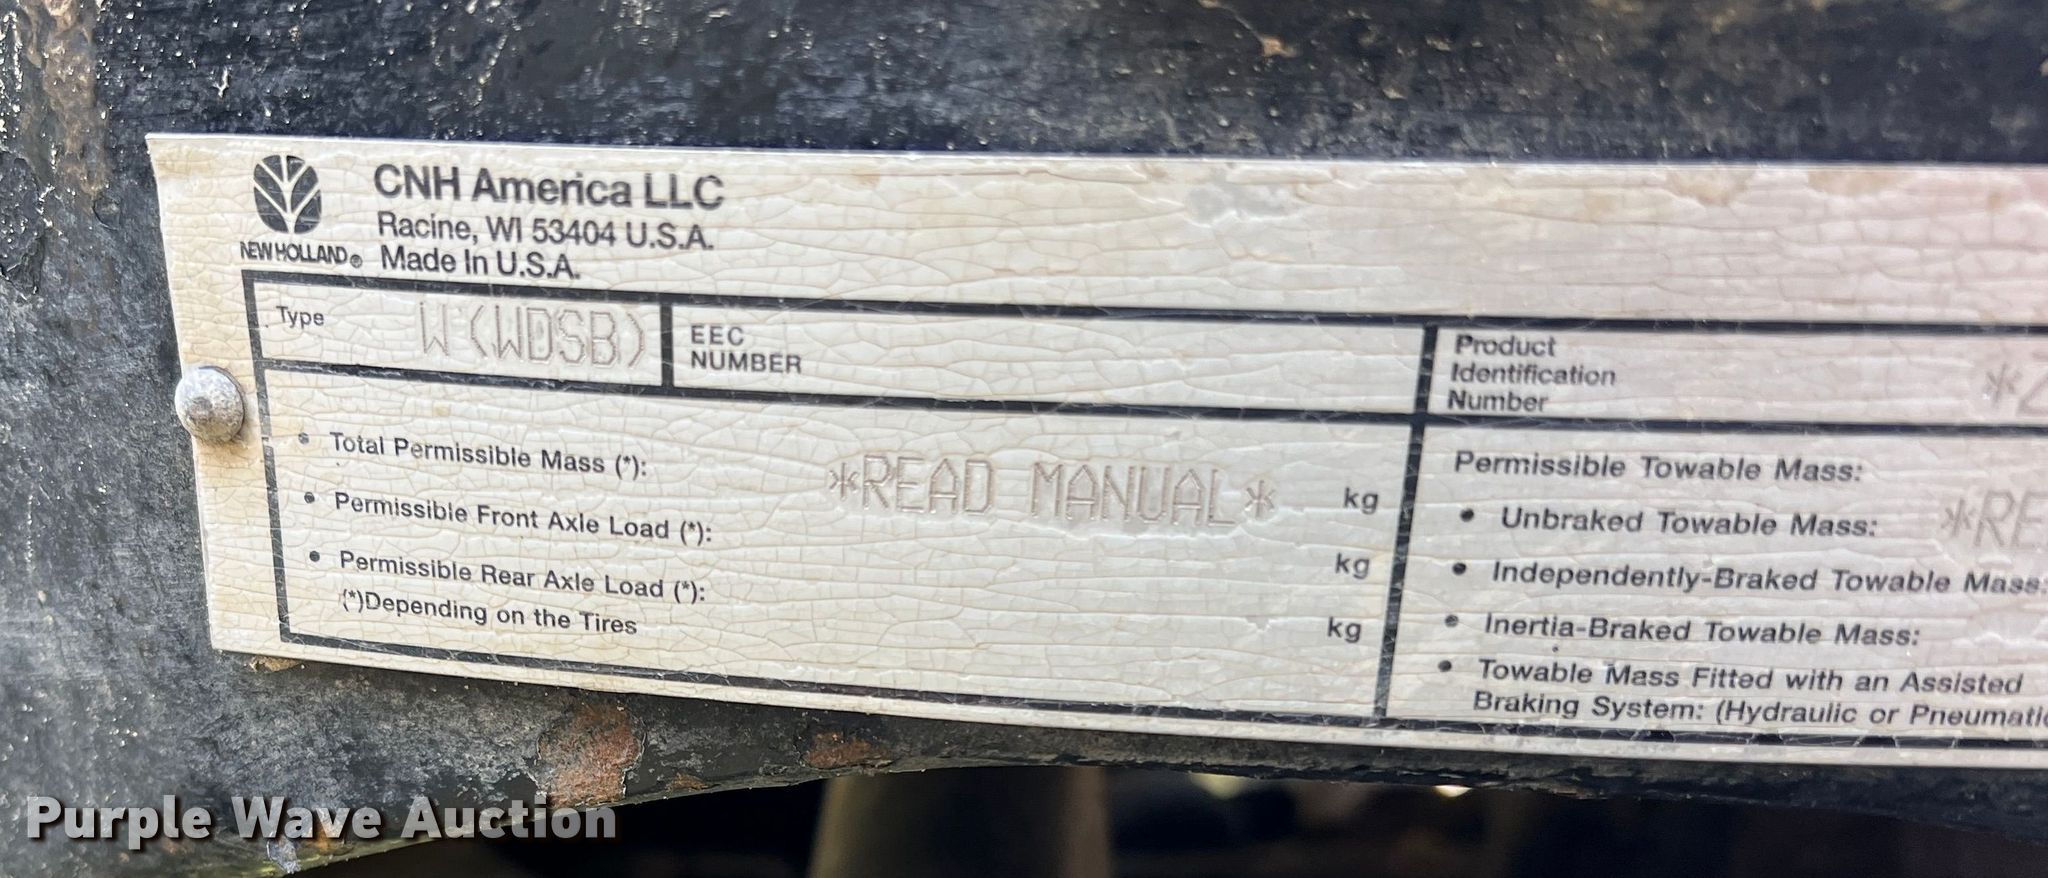 CNH America LLC
Racine, WI 53404 U.S.A.
NEW HOLLAND® Made In U.S.A.
Type W(WDSB)
EEC
NUMBER
Product
Identification
Number
*Z
Total Permissible Mass (*): *READ MANUAL* kg
Permissible Front Axle Load (*): kg
Permissible Rear Axle Load (*): kg
(*)Depending on the Tires
Permissible Towable Mass:
• Unbraked Towable Mass: *RE
• Independently-Braked Towable Mass:
• Inertia-Braked Towable Mass:
• Towable Mass Fitted with an Assisted
Braking System: (Hydraulic or Pneumatic
Purple Wave Auction